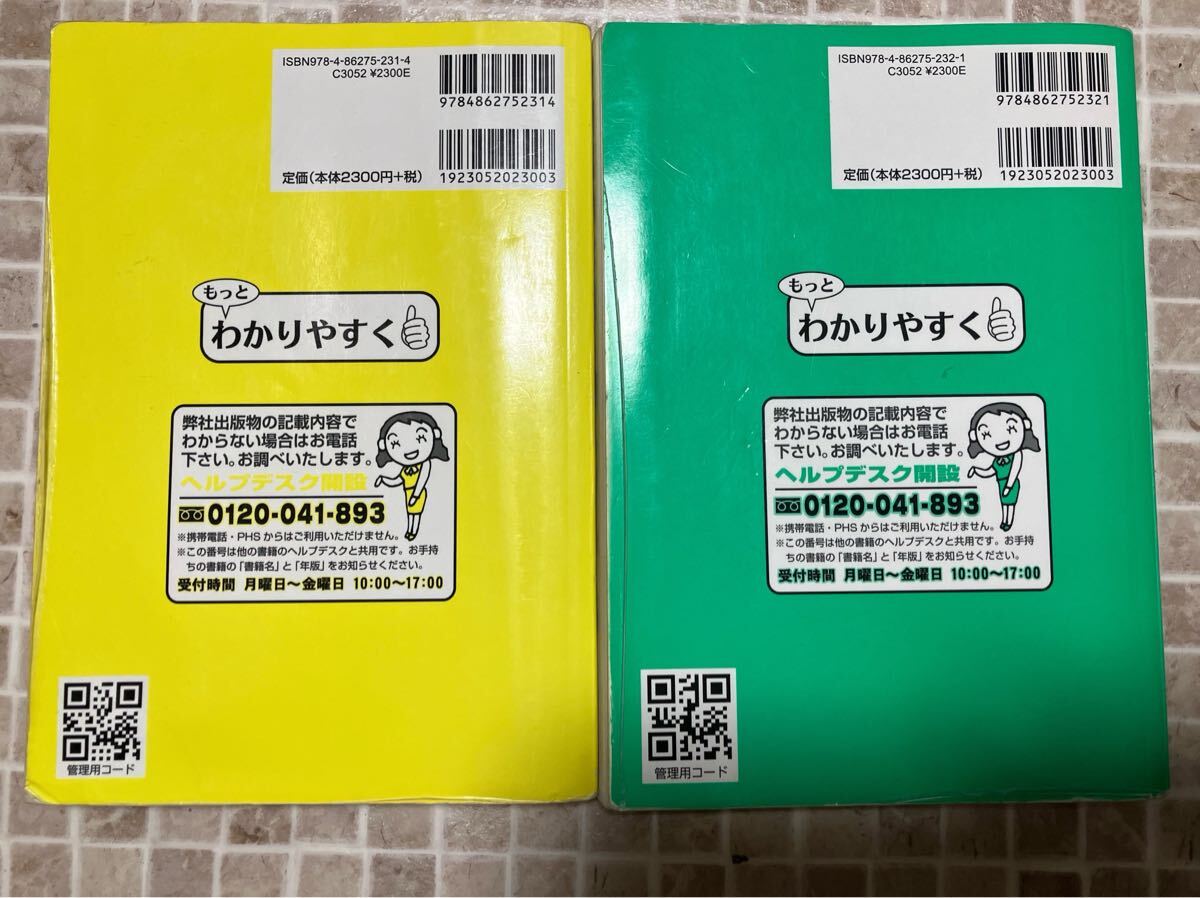 ISBN978-4-86275-231-4
C3052 ¥2300E
9784862752314
定価(本体2300円+税)
1923052023003
もっと
わかりやすく
弊社出版物の記載内容で
わからない場合はお電話
下さい。お調べいたします。
ヘルプデスク開設
0120-041-893
※携帯電話・PHSからはご利用いただけません。
※この番号は他の書籍のヘルプデスクと共用です。お手持
ちの書籍の「書籍名」と「年版」をお知らせください。
受付時間 月曜日～金曜日 10:00～17:00
管理用コード
ISBN978-4-86275-232-1
C3052 ¥2300E
9784862752321
定価(本体2300円+税)
1923052023003
もっと
わかりやすく
弊社出版物の記載内容で
わからない場合はお電話
下さい。お調べいたします。
ヘルプデスク開設
0120-041-893
※携帯電話・PHSからはご利用いただけません。
※この番号は他の書籍のヘルプデスクと共用です。お手持
ちの書籍の「書籍名」と「年版」をお知らせください。
受付時間 月曜日～金曜日 10:00～17:00
管理用コード